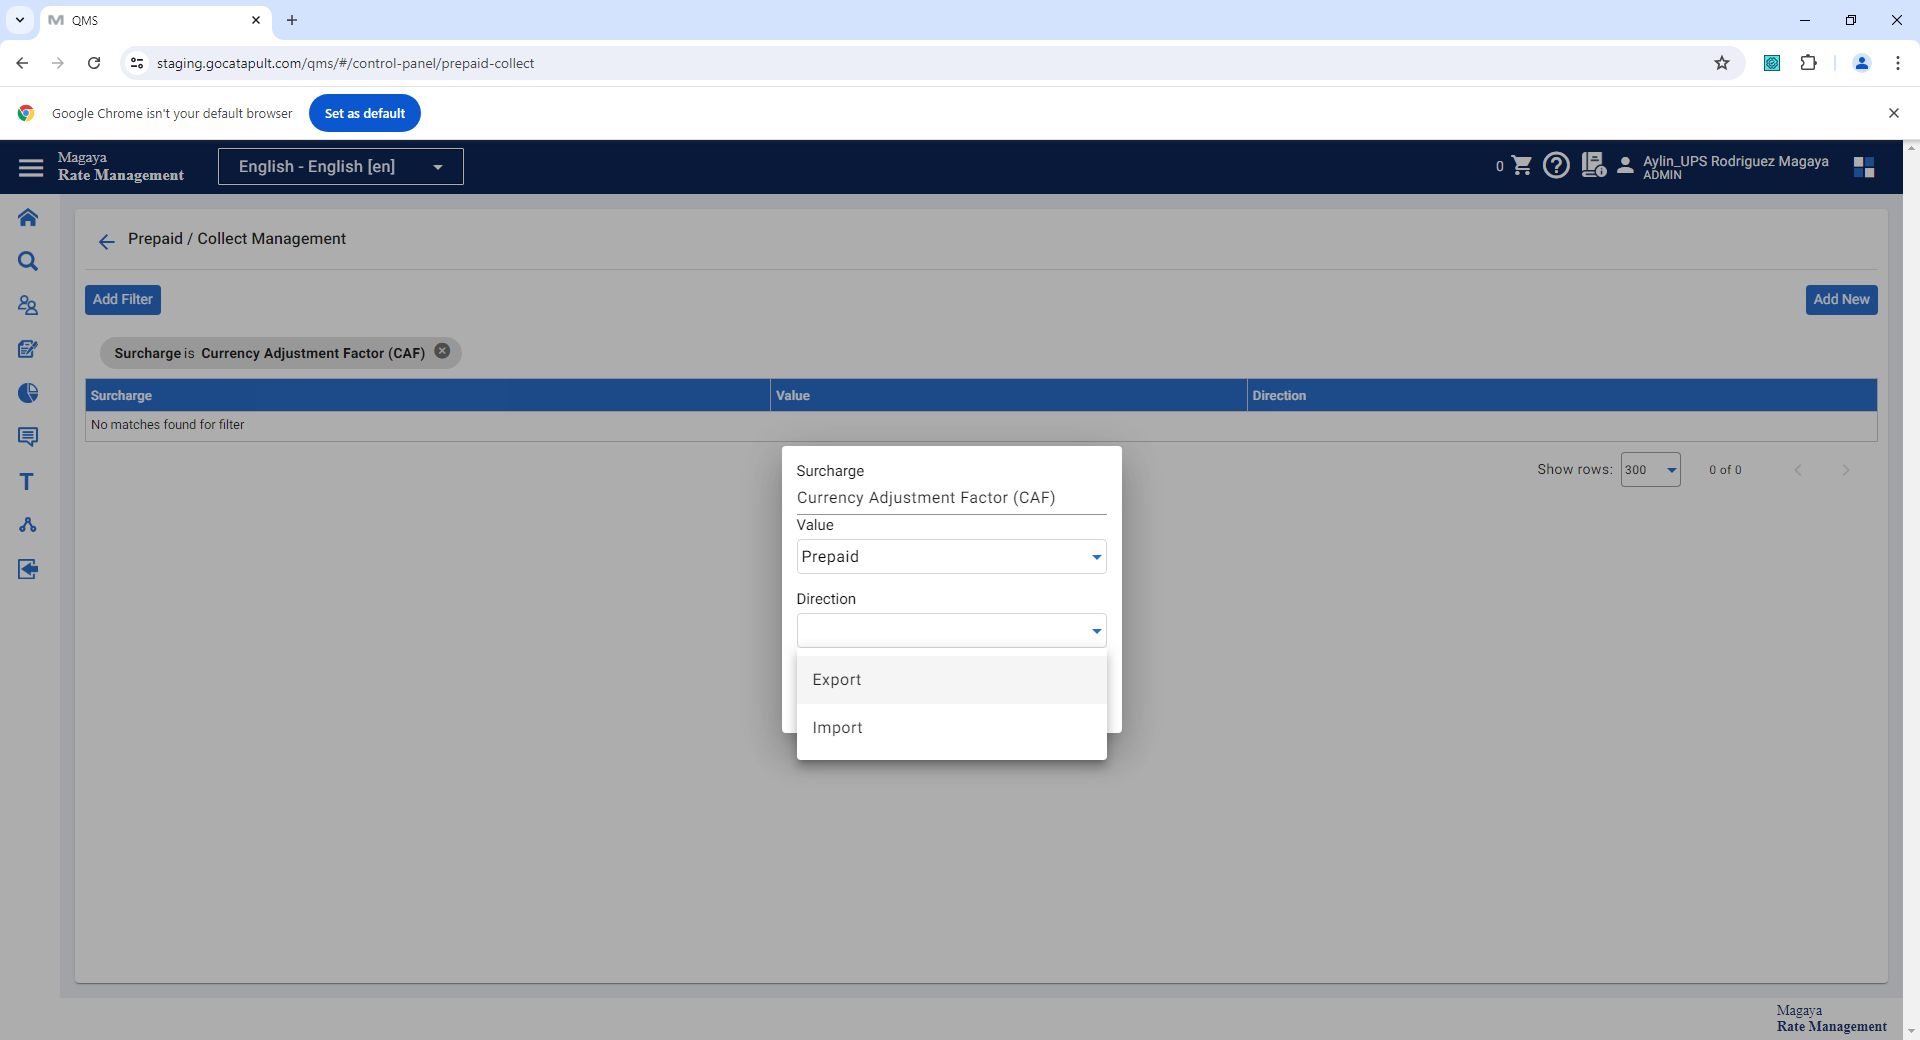 QMS
staging.gocatapult.com/qms/#/control-panel/prepaid-collect
Google Chrome isn't your default browser
Set as default
Magaya
Rate Management
English - English [en]
0
Aylin_UPS Rodriguez Magaya
ADMIN
Prepaid / Collect Management
Add Filter
Add New
Surcharge is Currency Adjustment Factor (CAF)
Surcharge Value Direction
No matches found for filter
Show rows: 300 0 of 0
Surcharge
Currency Adjustment Factor (CAF)
Value
Prepaid
Direction
Export
Import
Magaya
Rate Management